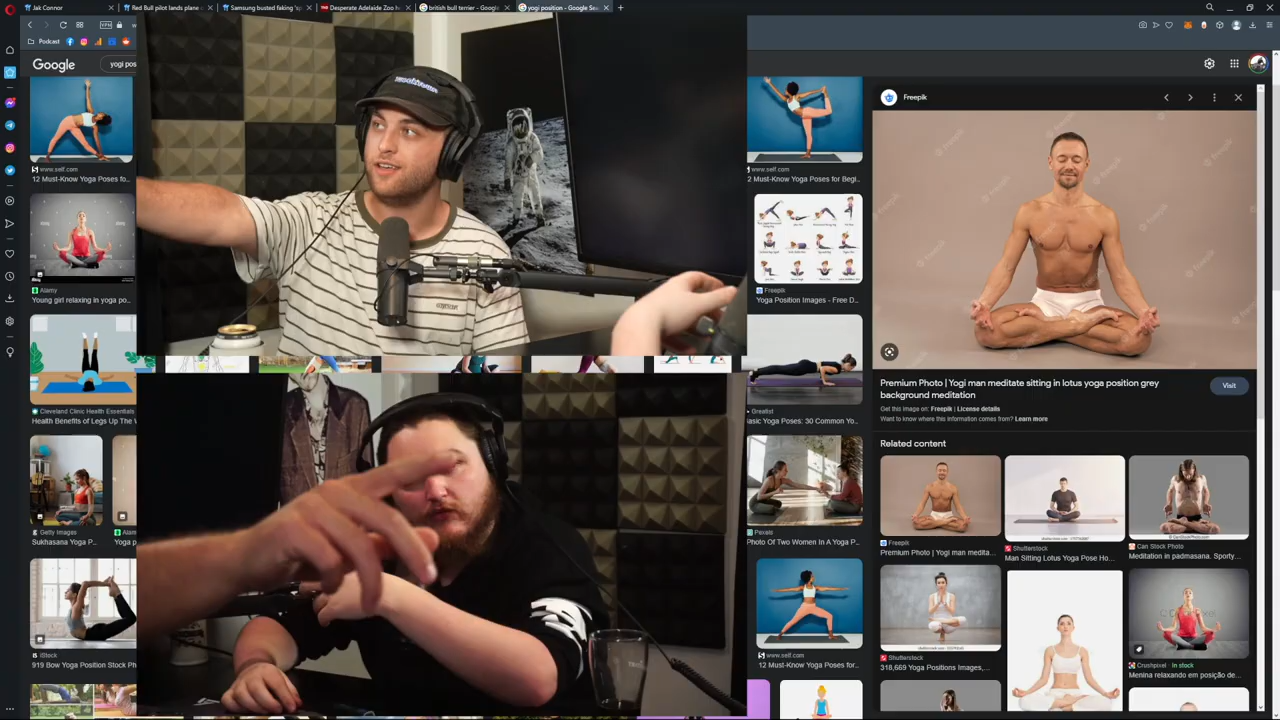 Jak Connor
Red Bull pilot lands plane o
Samsung busted faking 's
Desperate Adelaide Zoo h
british bull terrier - Google
yogi position - Google Sea
VPN
Podcast
Google
yogi pos
www.self.com
12 Must-Know Yoga Poses fo...
Alamy
Young girl relaxing in yoga po...
Cleveland Clinic Health Essentials
Health Benefits of Legs Up The W
Getty Images
Sukhasana Yoga P...
Alam
Yoga p
iStock
919 Bow Yoga Position Stock Ph
www.self.com
12 Must-Know Yoga Poses for Begi...
Freepik
Yoga Position Images - Free D...
Greatist
Basic Yoga Poses: 30 Common Yo...
Pexels
Photo Of Two Women In A Yoga P...
12 Must-Know Yoga Poses for...
Freepik
Premium Photo | Yogi man meditate sitting in lotus yoga position grey
background meditation
Visit
Get this image on: Freepik | License details
Want to know where this information comes from? Learn more
Related content
Freepik
Premium Photo | Yogi man medita...
Shutterstock
Man Sitting Lotus Yoga Pose Ho...
Can Stock Photo
Meditation in padmasana. Sporty...
Shutterstock
318,669 Yoga Positions Images,...
Crushpixel
In stock
Menina relaxando em posição de...